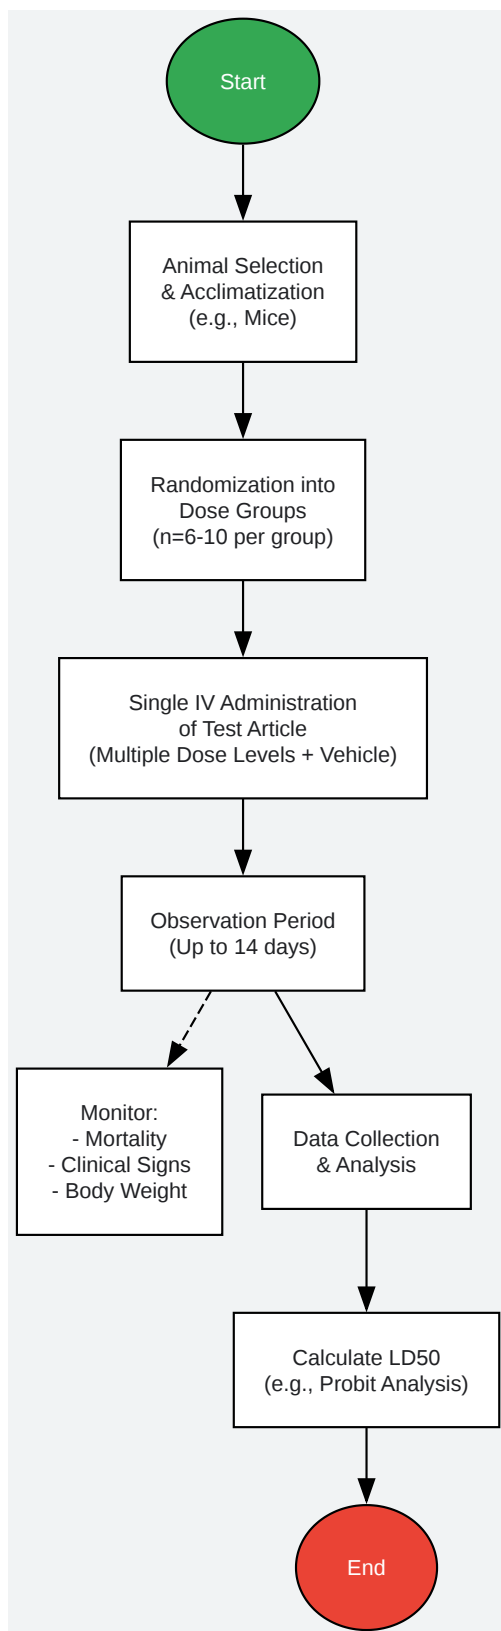 Start
Animal Selection
& Acclimatization
(e.g., Mice)
Randomization into
Dose Groups
(n=6-10 per group)
Single IV Administration
of Test Article
(Multiple Dose Levels + Vehicle)
Observation Period
(Up to 14 days)
Monitor:
- Mortality
- Clinical Signs
- Body Weight
Data Collection
& Analysis
Calculate LD50
(e.g., Probit Analysis)
End